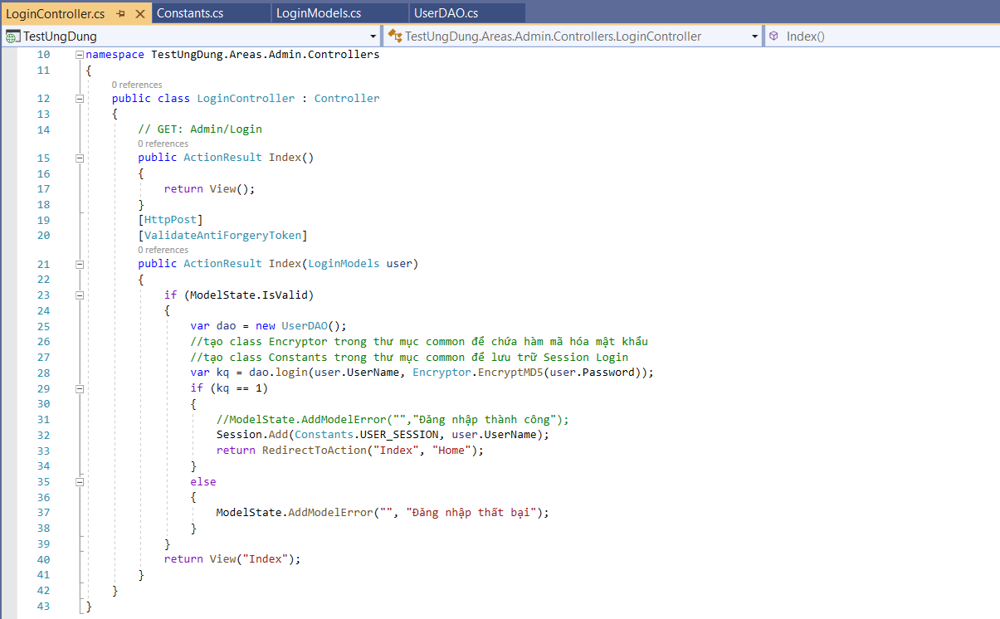 LoginController.cs Constants.cs LoginModels.cs UserDAO.cs
TestUngDung TestUngDung.Areas.Admin.Controllers.LoginController Index()
10 namespace TestUngDung.Areas.Admin.Controllers
11 {
0 references
12 public class LoginController : Controller
13 {
14 // GET: Admin/Login
0 references
15 public ActionResult Index()
16 {
17 return View();
18 }
19 [HttpPost]
20 [ValidateAntiForgeryToken]
0 references
21 public ActionResult Index(LoginModels user)
22 {
23 if (ModelState.IsValid)
24 {
25 var dao = new UserDAO();
26 //tạo class Encryptor trong thư mục common để chứa hàm mã hóa mật khẩu
27 //tạo class Constants trong thư mục common để lưu trữ Session Login
28 var kq = dao.login(user.UserName, Encryptor.EncryptMD5(user.Password));
29 if (kq == 1)
30 {
31 //ModelState.AddModelError("","Đăng nhập thành công");
32 Session.Add(Constants.USER_SESSION, user.UserName);
33 return RedirectToAction("Index", "Home");
34 }
35 else
36 {
37 ModelState.AddModelError("", "Đăng nhập thất bại");
38 }
39 }
40 return View("Index");
41 }
42 }
43 }